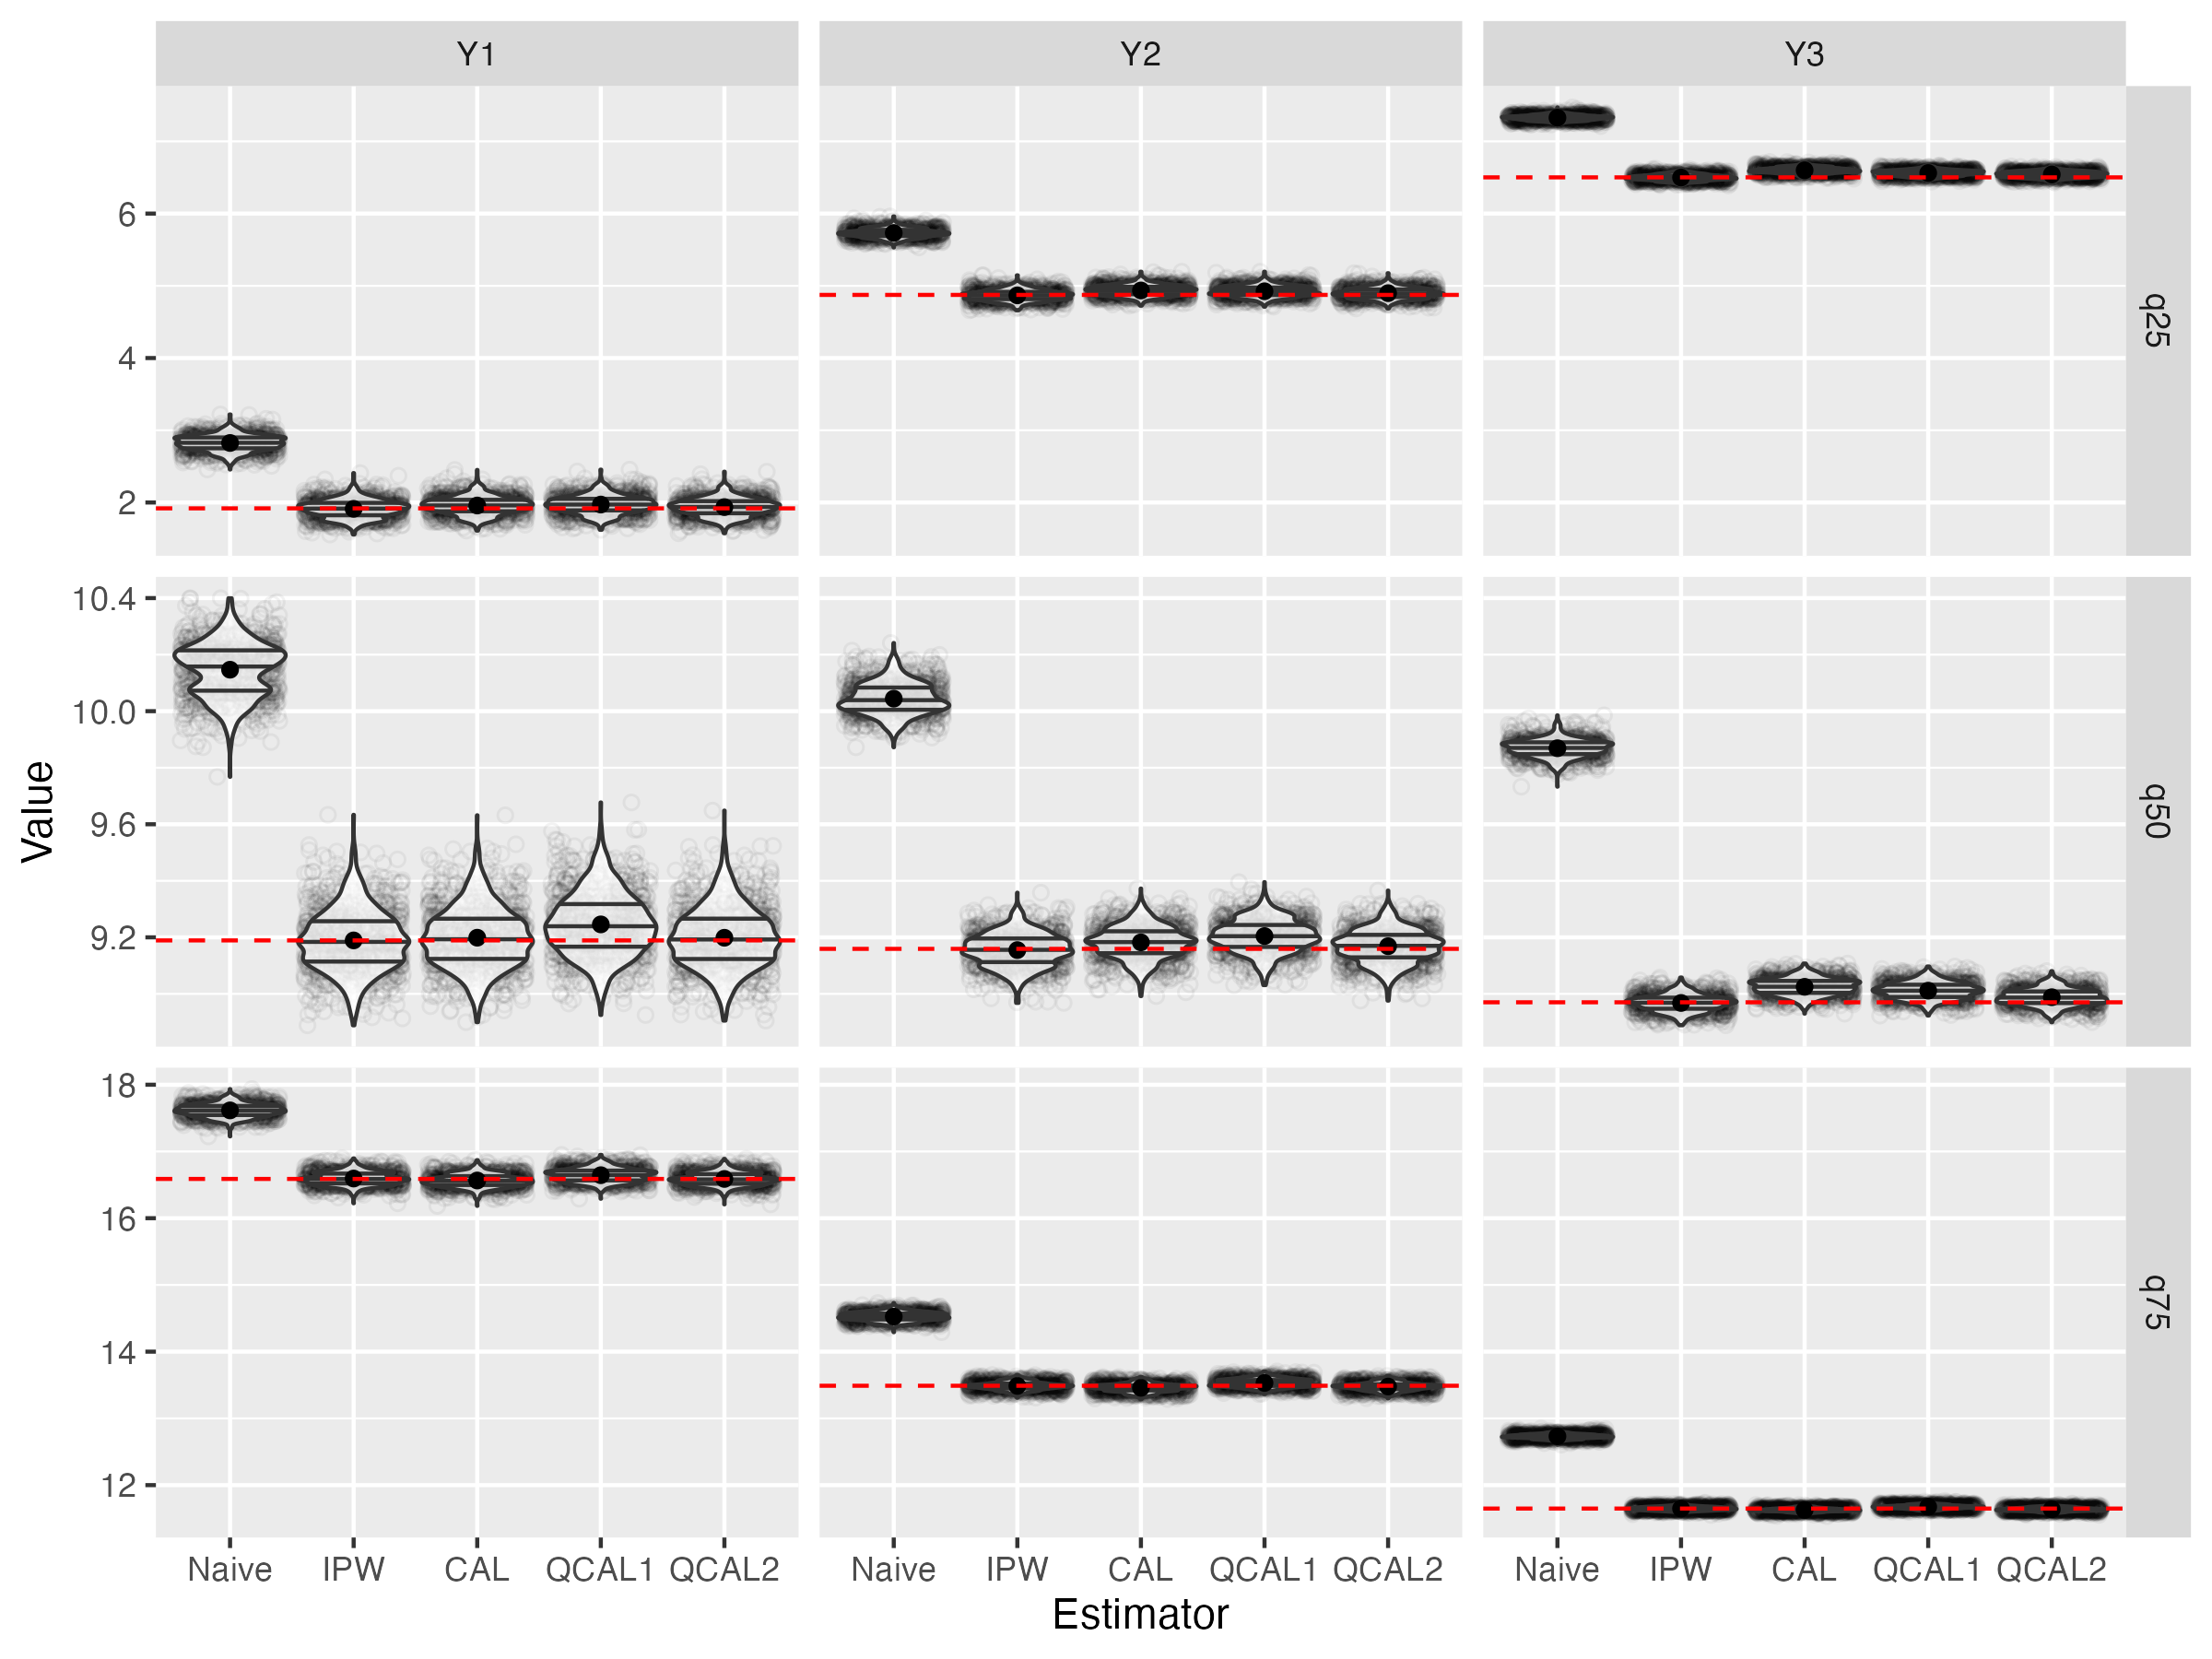 Y1 Y2 Y3
6
4
2
q25
10.4
10.0
9.6
9.2
q50
Value
18
16
14
12
q75
Naive IPW CAL QCAL1 QCAL2 Naive IPW CAL QCAL1 QCAL2 Naive IPW CAL QCAL1 QCAL2
Estimator